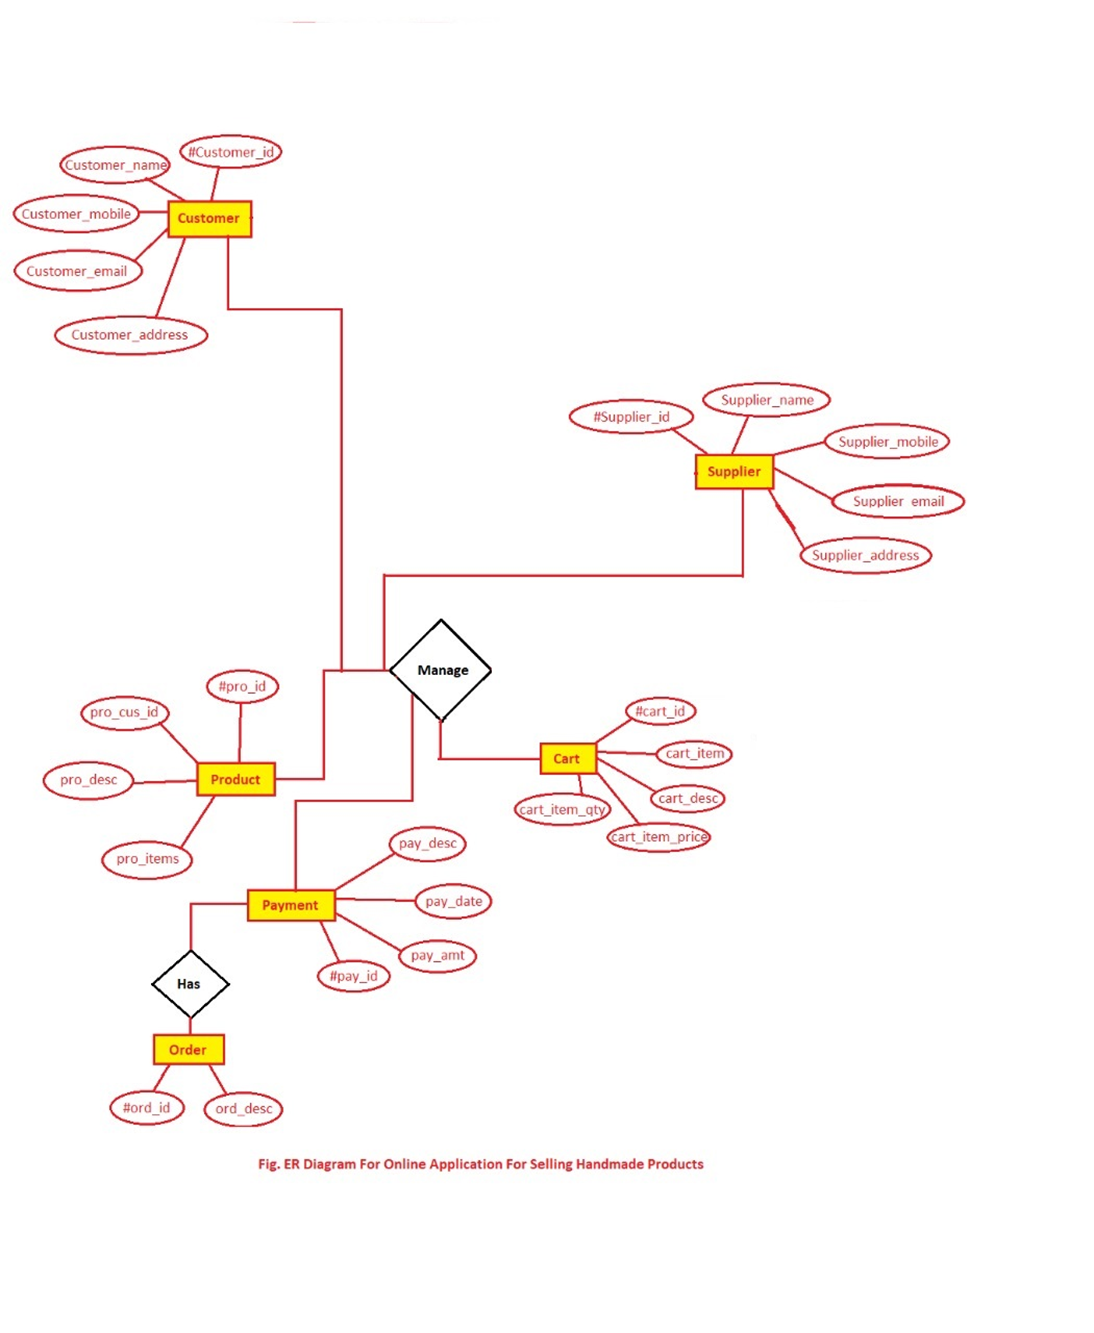 #Customer_id
Customer_name
Customer_mobile
Customer
Customer_email
Customer_address
Supplier_name
#Supplier_id
Supplier_mobile
Supplier
Supplier email
Supplier_address
Manage
#pro_id
pro_cus_id
pro_desc
Product
pro_items
#cart_id
cart_item
Cart
cart_desc
cart_item_qty
cart_item_price
pay_desc
Payment
pay_date
pay_amt
#pay_id
Has
Order
#ord_id
ord_desc
Fig. ER Diagram For Online Application For Selling Handmade Products